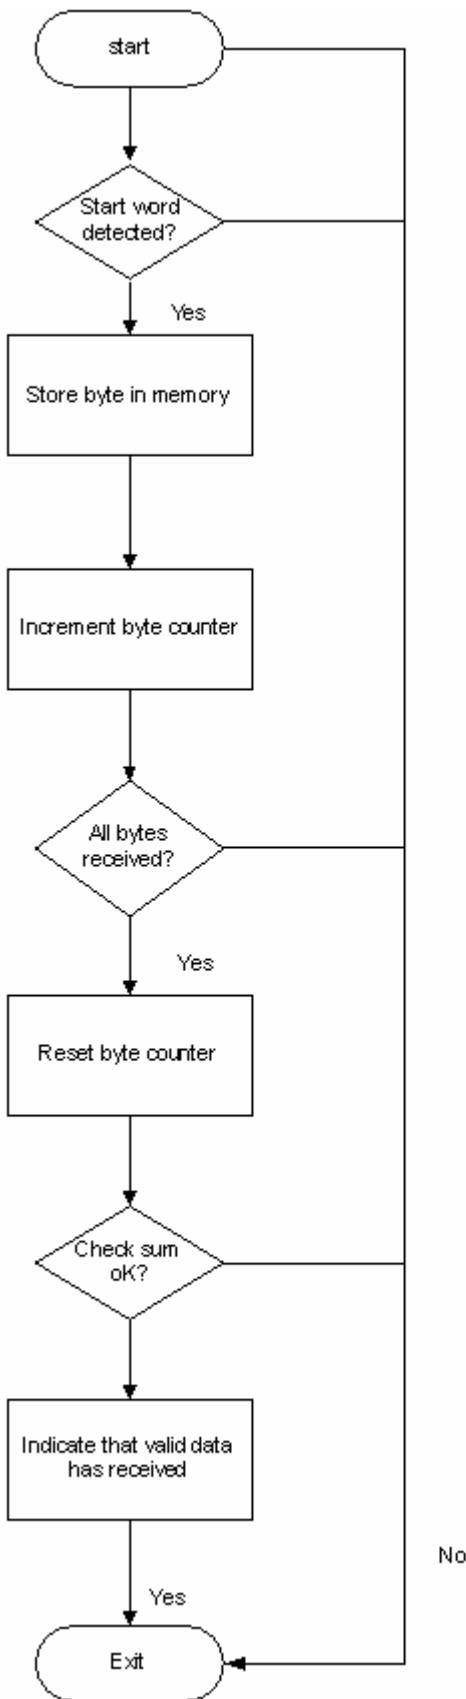 start
Start word
detected?
Yes
Store byte in memory
Increment byte counter
All bytes
received?
Yes
Reset byte counter
Check sum
oK?
Indicate that valid data
has received
No
Yes
Exit